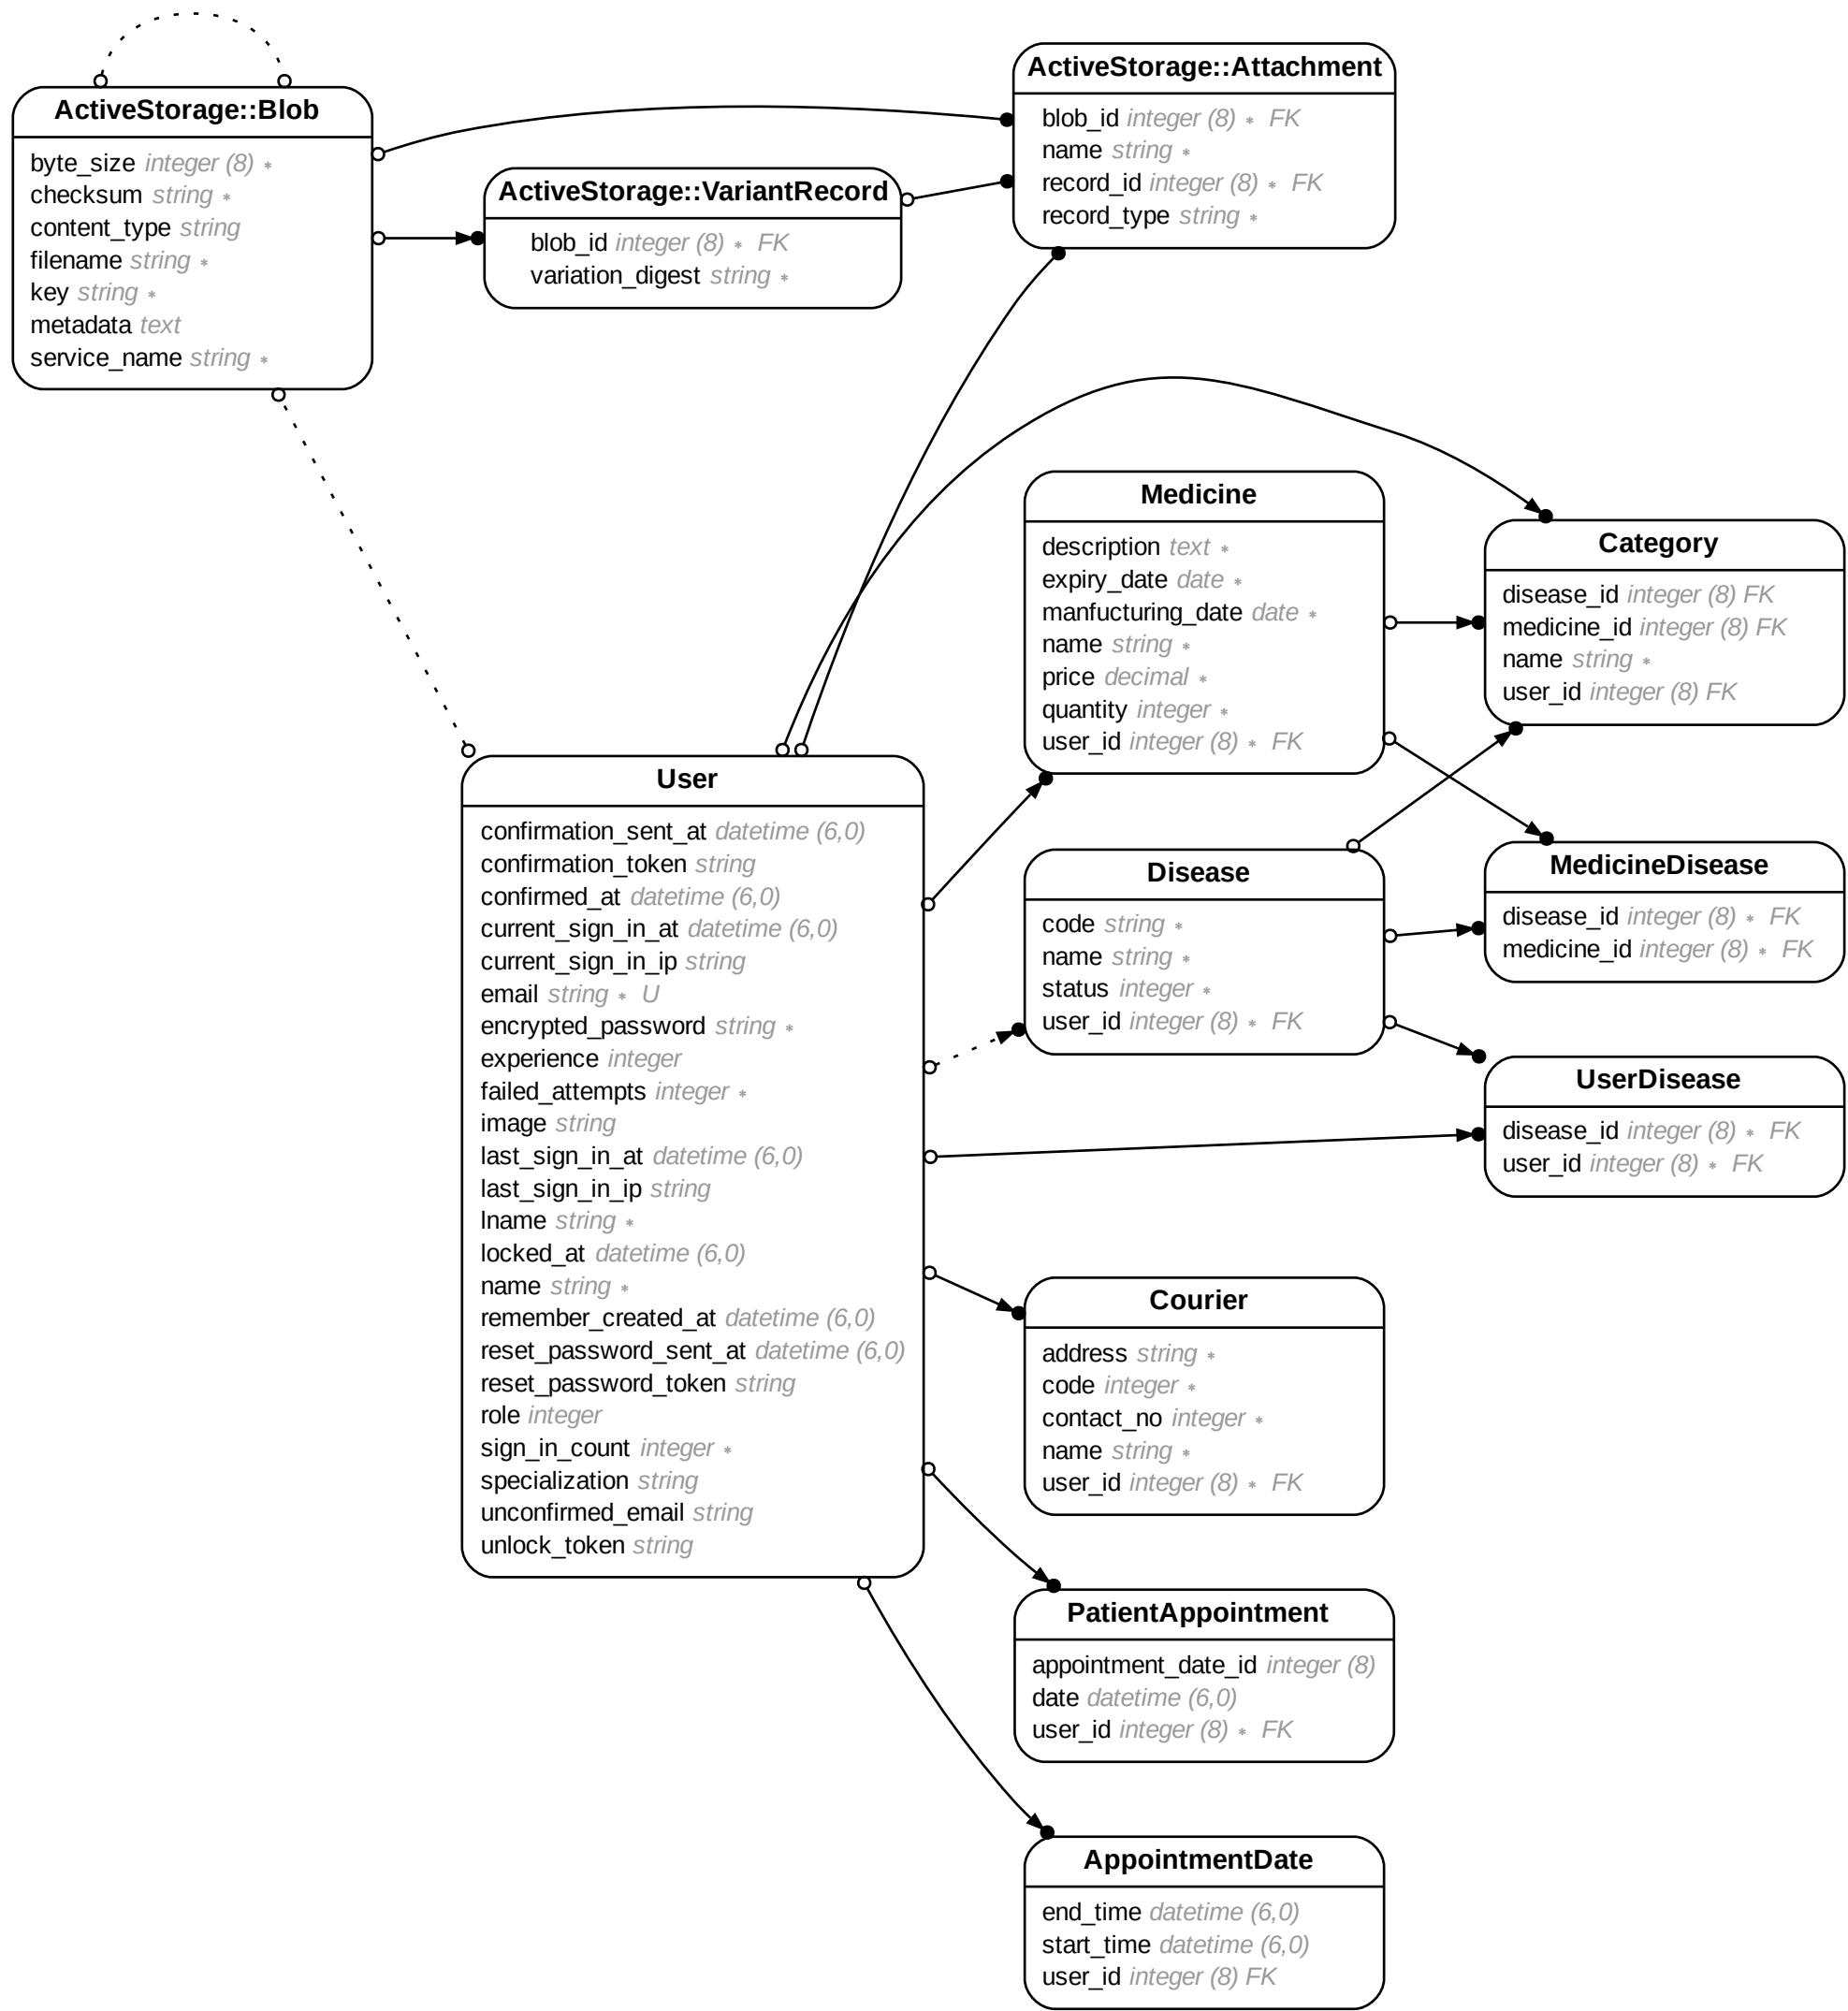 ActiveStorage::Blob
byte_size integer (8) ∗
checksum string ∗
content_type string
filename string ∗
key string ∗
metadata text
service_name string ∗
ActiveStorage::VariantRecord
blob_id integer (8) ∗ FK
variation_digest string ∗
ActiveStorage::Attachment
blob_id integer (8) ∗ FK
name string ∗
record_id integer (8) ∗ FK
record_type string ∗
Medicine
description text ∗
expiry_date date ∗
manfucturing_date date ∗
name string ∗
price decimal ∗
quantity integer ∗
user_id integer (8) ∗ FK
Category
disease_id integer (8) FK
medicine_id integer (8) FK
name string ∗
user_id integer (8) FK
User
confirmation_sent_at datetime (6,0)
confirmation_token string
confirmed_at datetime (6,0)
current_sign_in_at datetime (6,0)
current_sign_in_ip string
email string ∗ U
encrypted_password string ∗
experience integer
failed_attempts integer ∗
image string
last_sign_in_at datetime (6,0)
last_sign_in_ip string
lname string ∗
locked_at datetime (6,0)
name string ∗
remember_created_at datetime (6,0)
reset_password_sent_at datetime (6,0)
reset_password_token string
role integer
sign_in_count integer ∗
specialization string
unconfirmed_email string
unlock_token string
Disease
code string ∗
name string ∗
status integer ∗
user_id integer (8) ∗ FK
MedicineDisease
disease_id integer (8) ∗ FK
medicine_id integer (8) ∗ FK
UserDisease
disease_id integer (8) ∗ FK
user_id integer (8) ∗ FK
Courier
address string ∗
code integer ∗
contact_no integer ∗
name string ∗
user_id integer (8) ∗ FK
PatientAppointment
appointment_date_id integer (8)
date datetime (6,0)
user_id integer (8) ∗ FK
AppointmentDate
end_time datetime (6,0)
start_time datetime (6,0)
user_id integer (8) FK